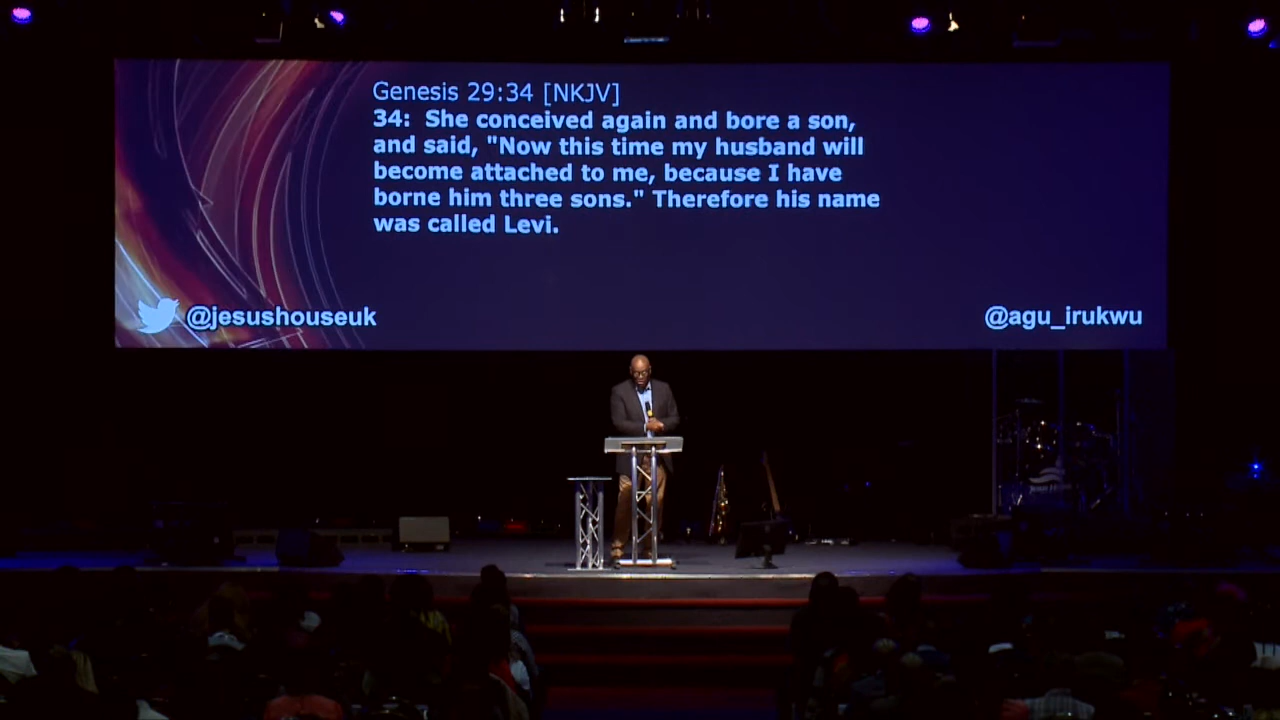 Genesis 29:34 [NKJV]
34: She conceived again and bore a son,
and said, "Now this time my husband will
become attached to me, because I have
borne him three sons." Therefore his name
was called Levi.
@jesushouseuk
@agu_irukwu